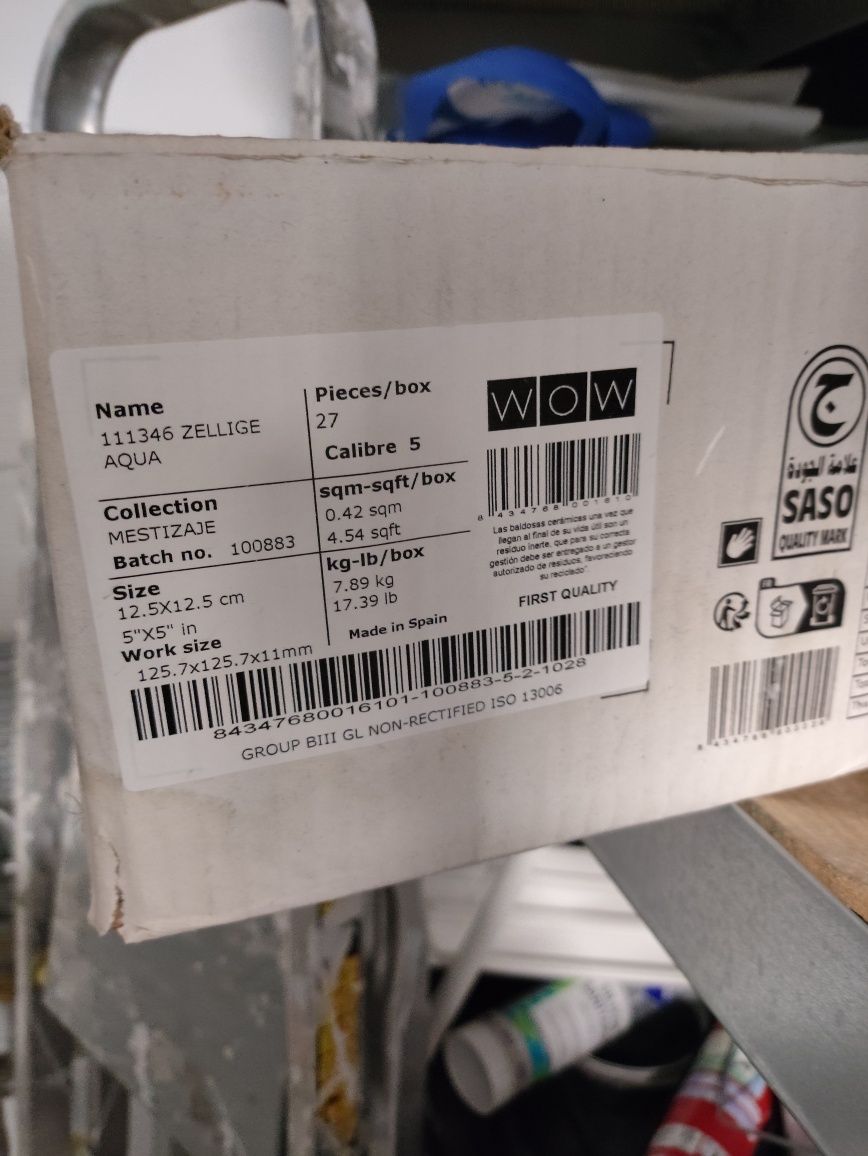 Name
111346 ZELLIGE
AQUA
Pieces/box
27
Calibre 5
WOW
Collection
MESTIZAJE
Batch no. 100883
sqm-sqft/box
0.42 sqm
4.54 sqft
8 434768 001610
Las baldosas cerámicas una vez que
llegan al final de su vida útil son un
residuo inerte, que para su correcta
gestión debe ser entregado a un gestor
autorizado de residuos, "favoreciendo
su reciclado".
Size
12.5X12.5 cm
5"X5" in
Work size
125.7x125.7x11mm
kg-lb/box
7.89 kg
17.39 lb
Made in Spain
FIRST QUALITY
84347680016101-100883-5-2-1028
GROUP BIII GL NON-RECTIFIED ISO 13006
ج
علامة الجودة
SASO
QUALITY MARK